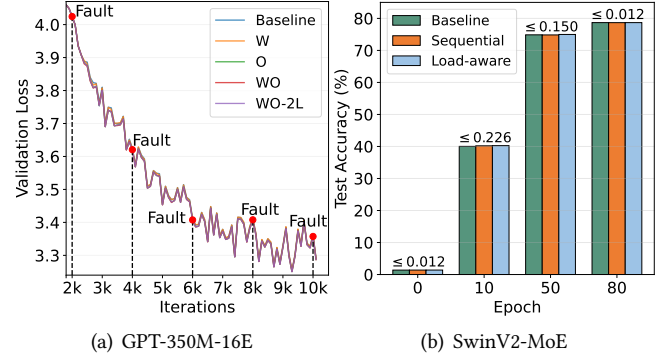 4.0
3.9
3.8
3.7
3.6
3.5
3.4
3.3
Validation Loss
Fault
Fault
Fault
Fault
Fault
Baseline
W
O
WO
WO-2L
2k 3k 4k 5k 6k 7k 8k 9k 10k
Iterations
(a) GPT-350M-16E
80
70
60
50
40
30
20
10
0
Test Accuracy (%)
Baseline
Sequential
Load-aware
≤ 0.012
≤ 0.226
≤ 0.150
≤ 0.012
0 10 50 80
Epoch
(b) SwinV2-MoE